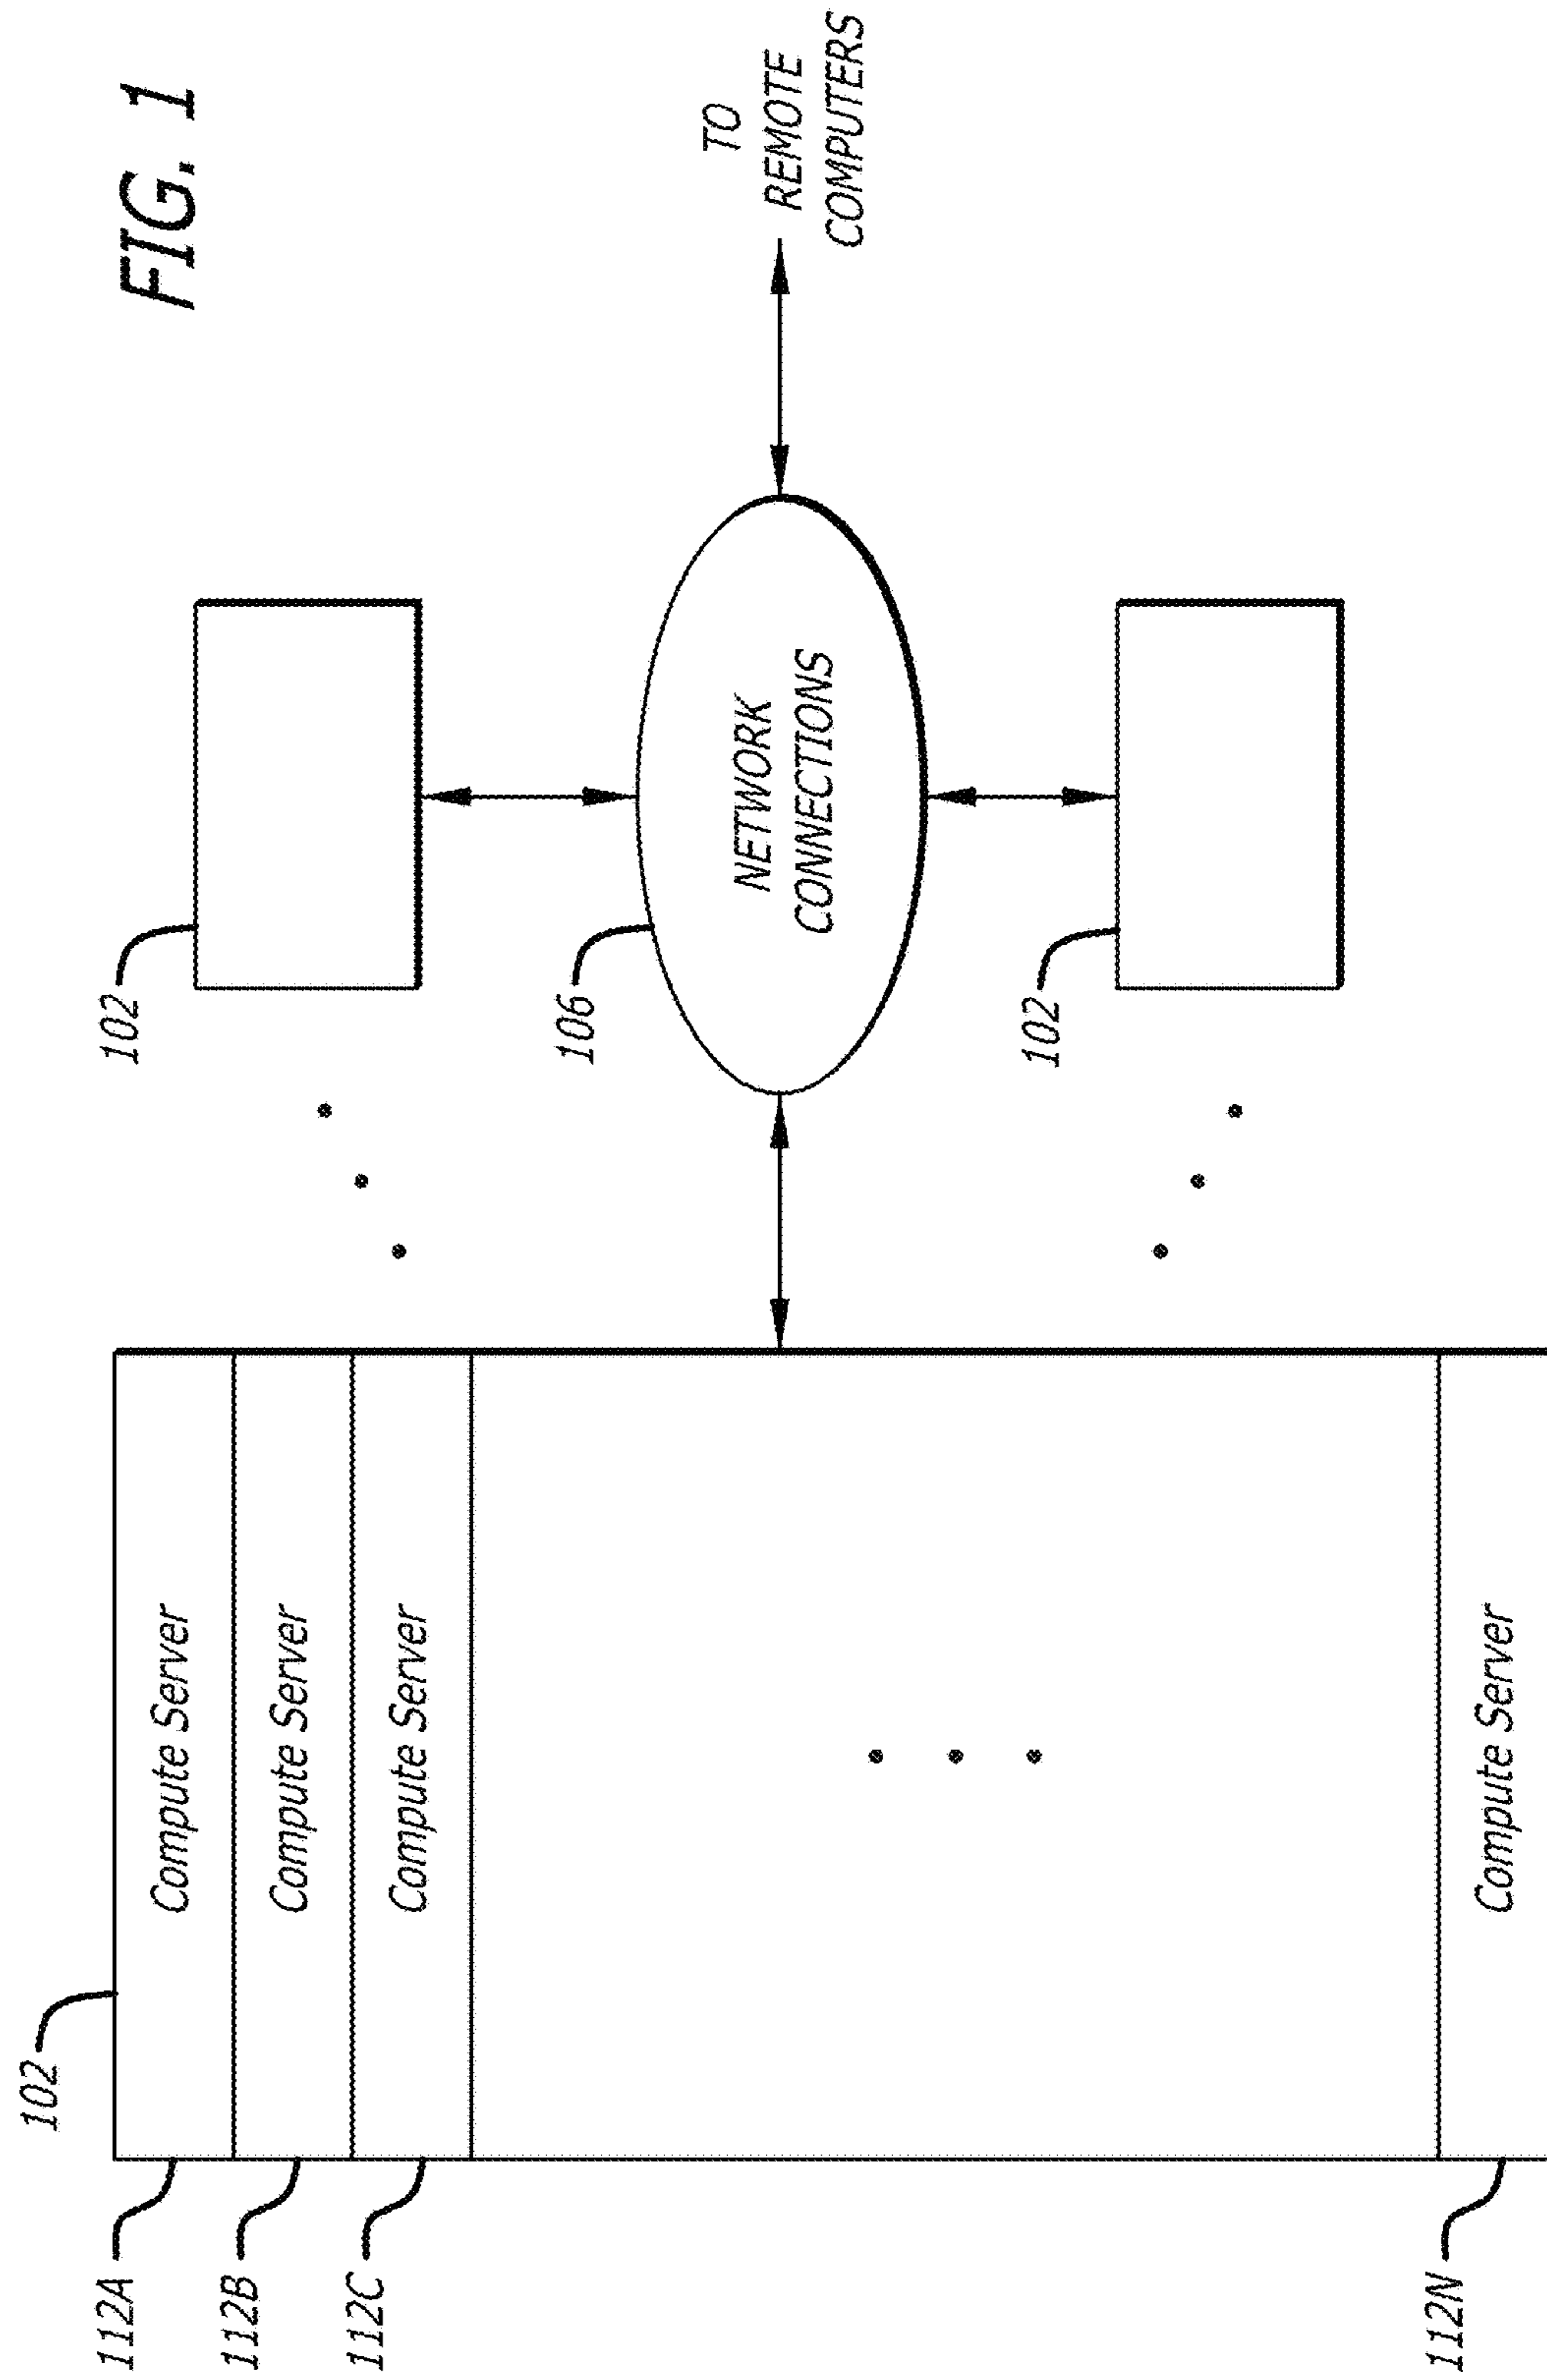 FIG. 1
102
112A
Compute Server
112B
Compute Server
112C
Compute Server
112N
Compute Server
102
106
NETWORK
CONNECTIONS
102
TO
REMOTE
COMPUTERS